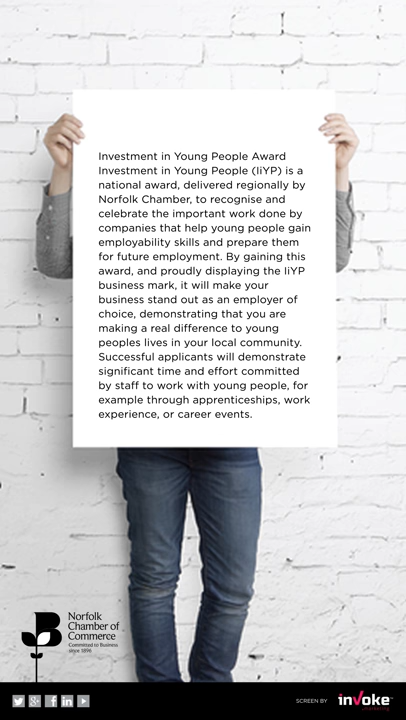 Investment in Young People Award
Investment in Young People (IiYP) is a
national award, delivered regionally by
Norfolk Chamber, to recognise and
celebrate the important work done by
companies that help young people gain
employability skills and prepare them
for future employment. By gaining this
award, and proudly displaying the IiYP
business mark, it will make your
business stand out as an employer of
choice, demonstrating that you are
making a real difference to young
peoples lives in your local community.
Successful applicants will demonstrate
significant time and effort committed
by staff to work with young people, for
example through apprenticeships, work
experience, or career events.
Norfolk
Chamber of
Commerce
Committed to Business
since 1896
SCREEN BY
invoke